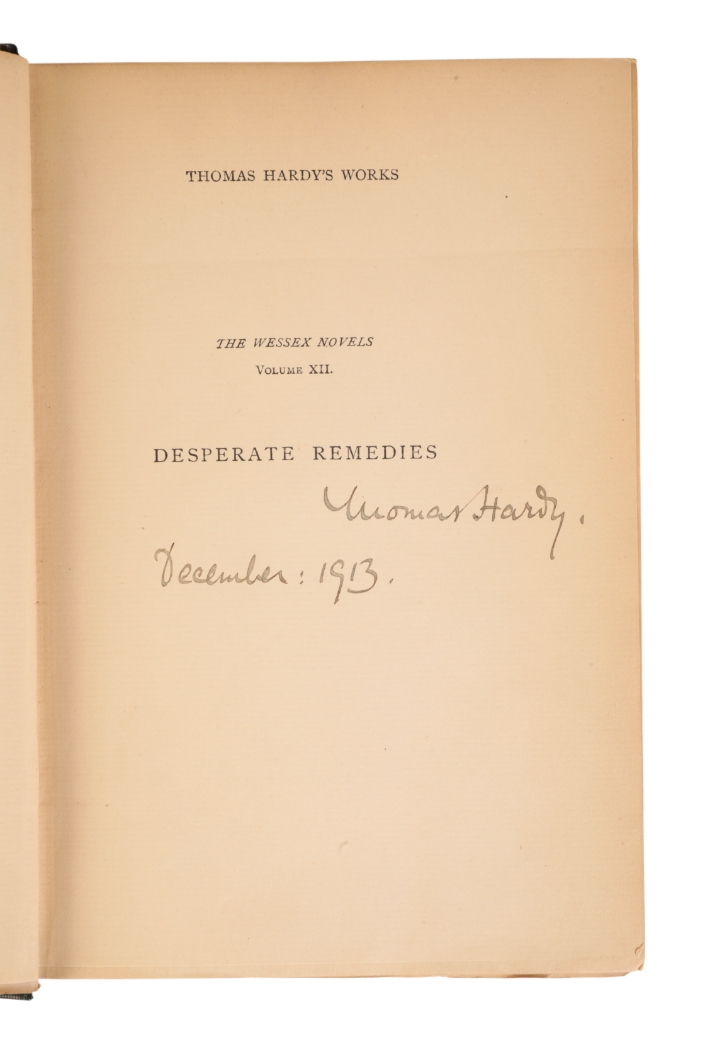 THOMAS HARDY'S WORKS
THE WESSEX NOVELS
VOLUME XII.
DESPERATE REMEDIES
Thomas Hardy.
December: 1913.